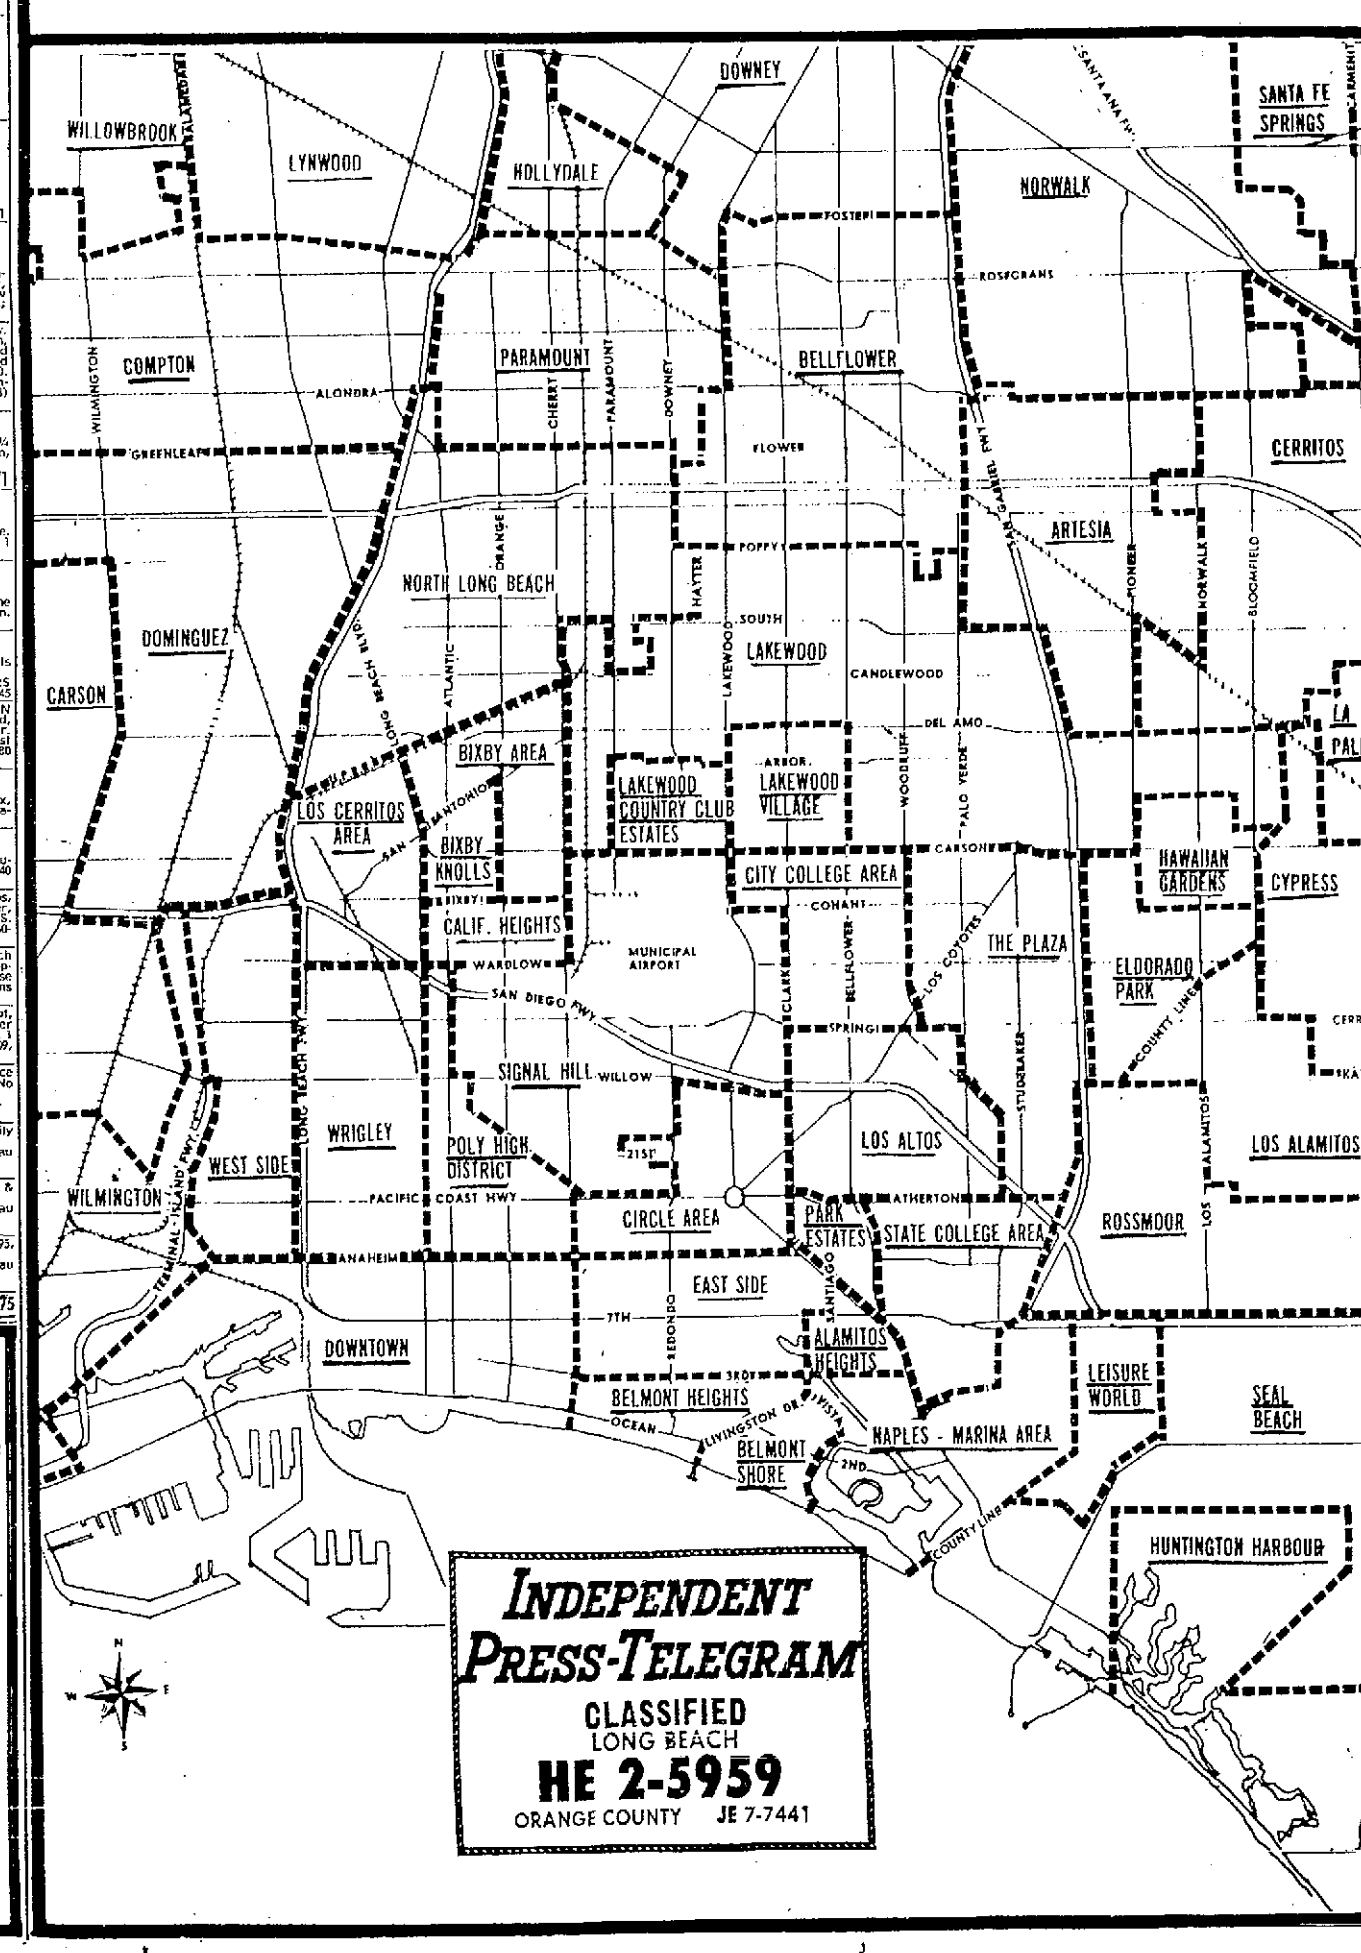 DOWNEY
SANTA ANA FWY
SANTA FE
SPRINGS
WILLOWBROOK
ALAMEDA
LYNWOOD
HOLLYDALE
NORWALK
FOSTER
ROSECRANS
WILMINGTON
COMPTON
PARAMOUNT
BELLFLOWER
ALONDRA
CHERRY
PARAMOUNT
DOWNEY
GREENLEAF
FLOWER
CERRITOS
SAN GABRIEL FWY
ORANGE
ARTESIA
POPPY
PIONEER
NORWALK
BLOOMFIELD
NORTH LONG BEACH
HAYTER
SOUTH
DOMINGUEZ
LAKEWOOD
LAKEWOOD
CARSON
LONG BEACH BLVD.
ATLANTIC
CANDLEWOOD
LA
PAL
DEL AMO
BIXBY AREA
WOODRUFF
PALO VERDE
ARBOR
LAKEWOOD
COUNTRY CLUB
ESTATES
LAKEWOOD
VILLAGE
LOS CERRITOS
AREA
SAN ANTONIO
BIXBY
KNOLLS
CARSON
HAWAIIAN
GARDENS
CYPRESS
CITY COLLEGE AREA
BIXBY
CONANT
CALIF. HEIGHTS
LOS COYOTES
THE PLAZA
MUNICIPAL
AIRPORT
WARDLOW
CLARK
BELLFLOWER
ELDORADO
PARK
COUNTY LINE
SAN DIEGO FWY.
SPRING
CERR
LONG BEACH FWY
STUDEBAKER
SIGNAL HILL
WILLOW
KA
WRIGLEY
POLY HIGH
DISTRICT
21ST
LOS ALTOS
LOS ALAMITOS
LOS ALAMITOS
WEST SIDE
WILMINGTON
TERMINAL-ISLAND FWY
PACIFIC COAST HWY
CIRCLE AREA
PARK
ESTATES
ATHERTON
STATE COLLEGE AREA
ROSSMOOR
ANAHEIM
EAST SIDE
SANTIAGO
7TH
REDONDO
DOWNTOWN
ALAMITOS
HEIGHTS
3RD
LEISURE
WORLD
BELMONT HEIGHTS
SEAL
BEACH
OCEAN
LIVINGSTON DR.
VISTA
NAPLES - MARINA AREA
BELMONT
SHORE
2ND
COUNTY LINE
HUNTINGTON HARBOUR
INDEPENDENT
PRESS-TELEGRAM
CLASSIFIED
LONG BEACH
HE 2-5959
ORANGE COUNTY JE 7-7441
N
W E
S